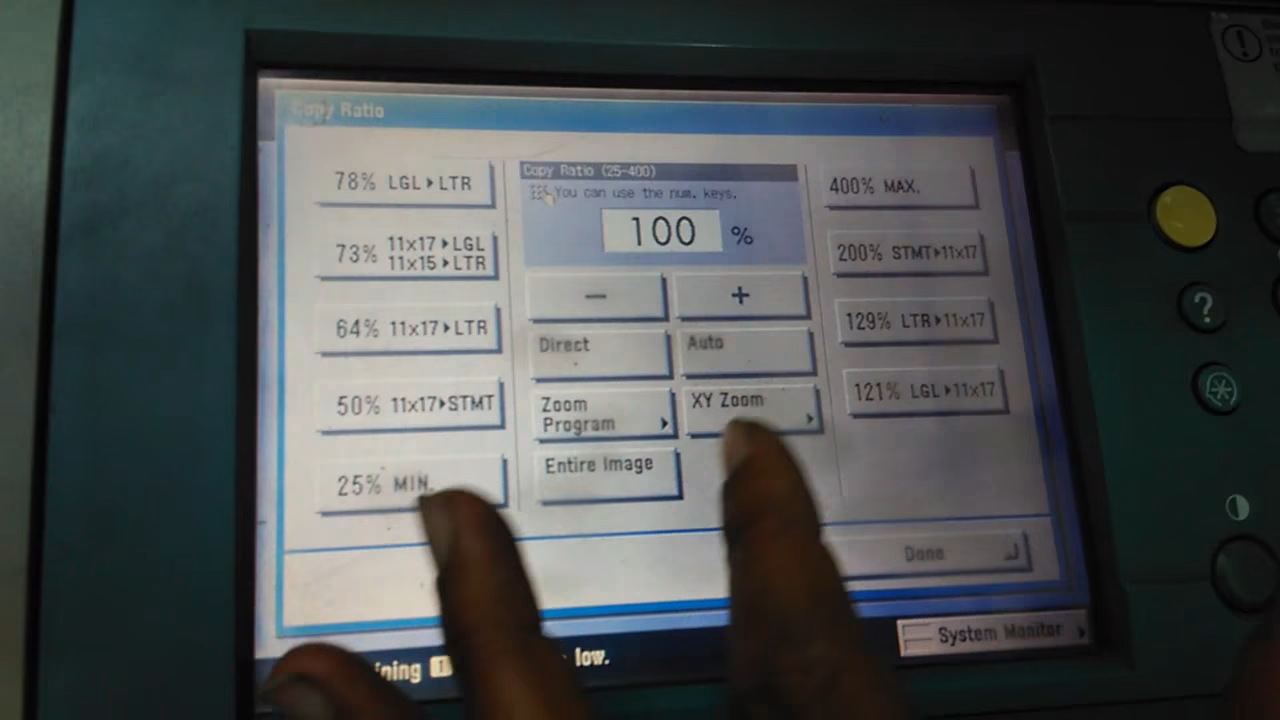 Copy Ratio
78% LGL▶LTR
73% 11x17▶LGL
11x15▶LTR
64% 11x17▶LTR
50% 11x17▶STMT
25% MIN.
Copy Ratio (25-400)
You can use the num. keys.
100 %
− +
Direct
Auto
Zoom
Program
XY Zoom
Entire Image
400% MAX.
200% STMT▶11x17
129% LTR▶11x17
121% LGL▶11x17
Done
System Monitor
low.
?